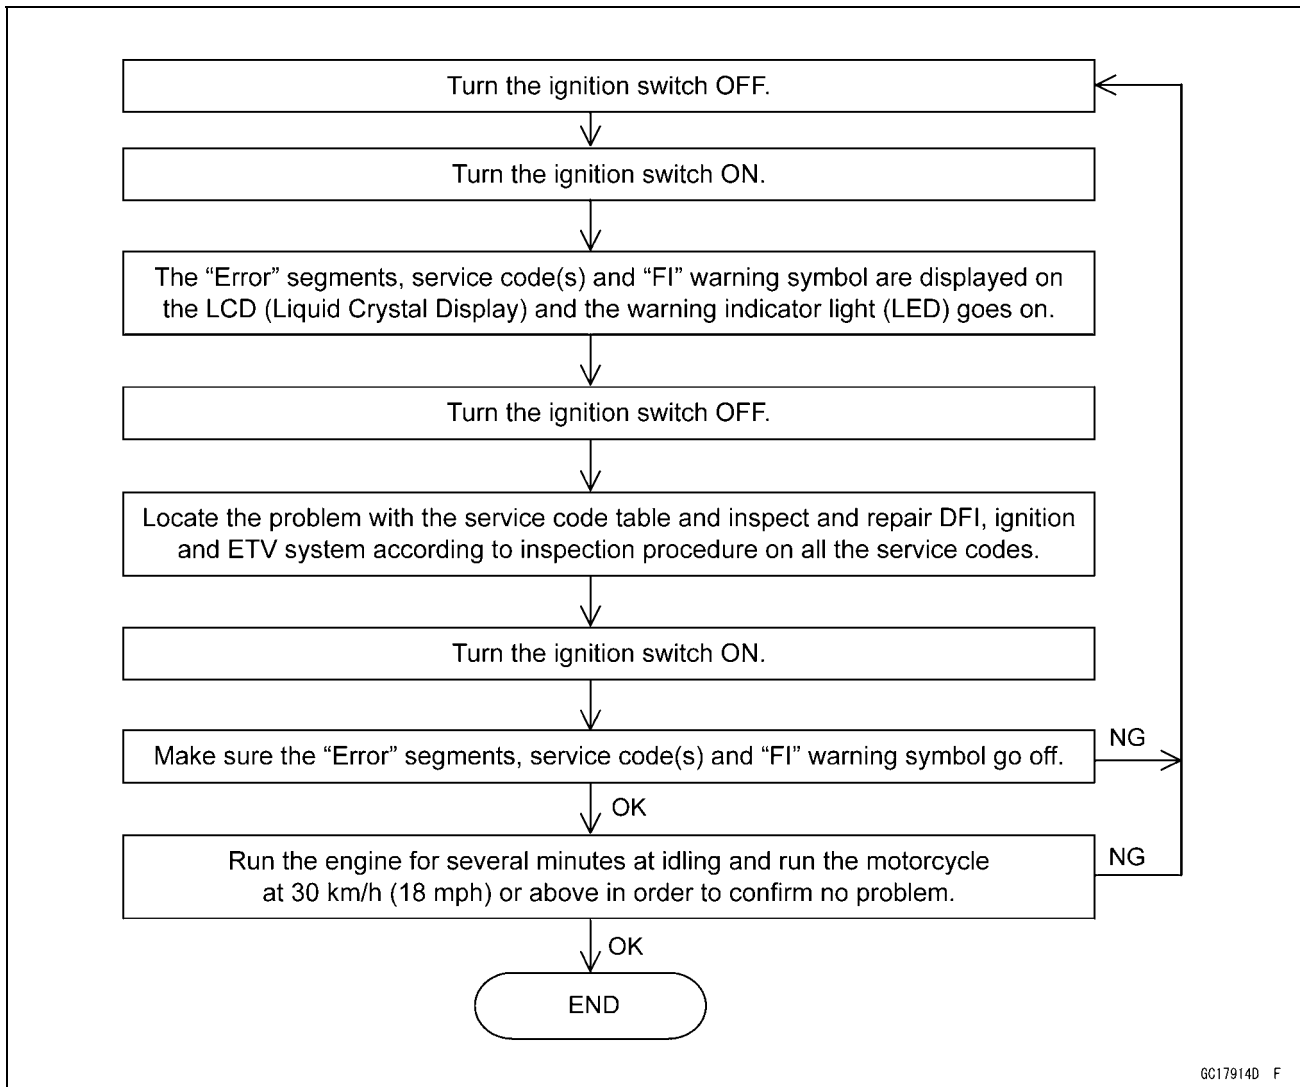 Turn the ignition switch OFF.
Turn the ignition switch ON.
The “Error” segments, service code(s) and “FI” warning symbol are displayed on
the LCD (Liquid Crystal Display) and the warning indicator light (LED) goes on.
Turn the ignition switch OFF.
Locate the problem with the service code table and inspect and repair DFI, ignition
and ETV system according to inspection procedure on all the service codes.
Turn the ignition switch ON.
Make sure the “Error” segments, service code(s) and “FI” warning symbol go off.
NG
OK
Run the engine for several minutes at idling and run the motorcycle
at 30 km/h (18 mph) or above in order to confirm no problem.
NG
OK
END
GC17914D F